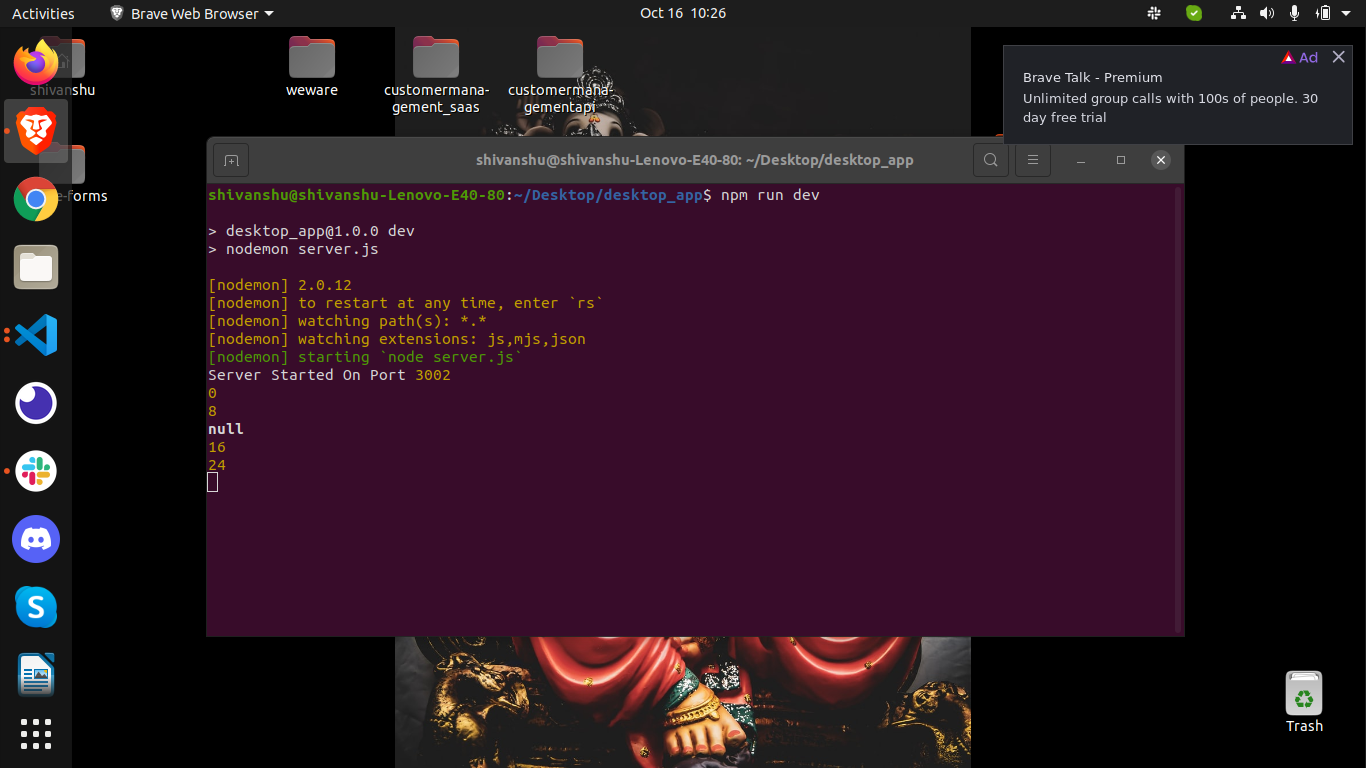 Activities
Brave Web Browser
Oct 16 10:26
shivanshu
weware
customermana-
gement_saas
customermana-
gementapi
Ad
Brave Talk - Premium
Unlimited group calls with 100s of people. 30
day free trial
e-forms
shivanshu@shivanshu-Lenovo-E40-80: ~/Desktop/desktop_app
shivanshu@shivanshu-Lenovo-E40-80:~/Desktop/desktop_app$ npm run dev
> desktop_app@1.0.0 dev
> nodemon server.js
[nodemon] 2.0.12
[nodemon] to restart at any time, enter `rs`
[nodemon] watching path(s): *.*
[nodemon] watching extensions: js,mjs,json
[nodemon] starting `node server.js`
Server Started On Port 3002
0
8
null
16
24
S
Trash